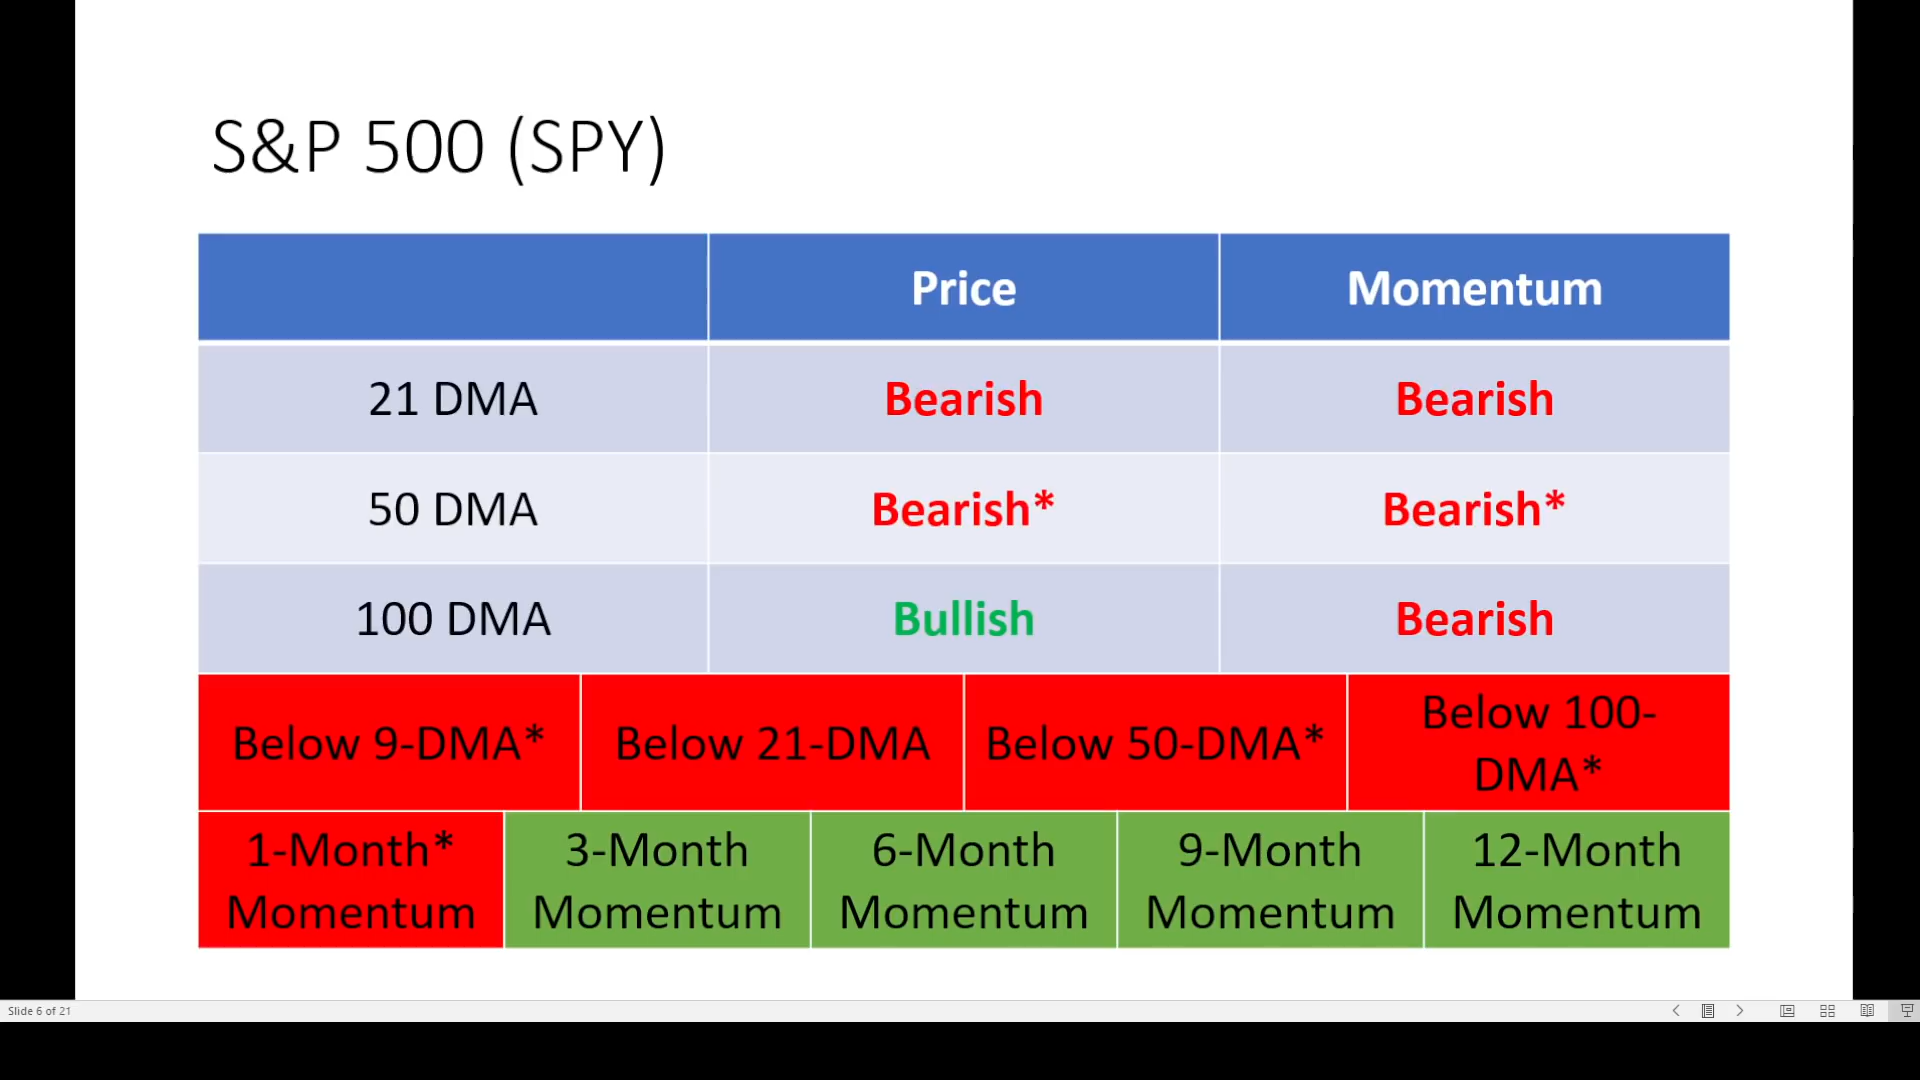 S&P 500 (SPY)
Price Momentum
21 DMA Bearish Bearish
50 DMA Bearish* Bearish*
100 DMA Bullish Bearish
Below 9-DMA* Below 21-DMA Below 50-DMA* Below 100-
DMA*
1-Month* 3-Month 6-Month 9-Month 12-Month
Momentum Momentum Momentum Momentum Momentum
Slide 6 of 21